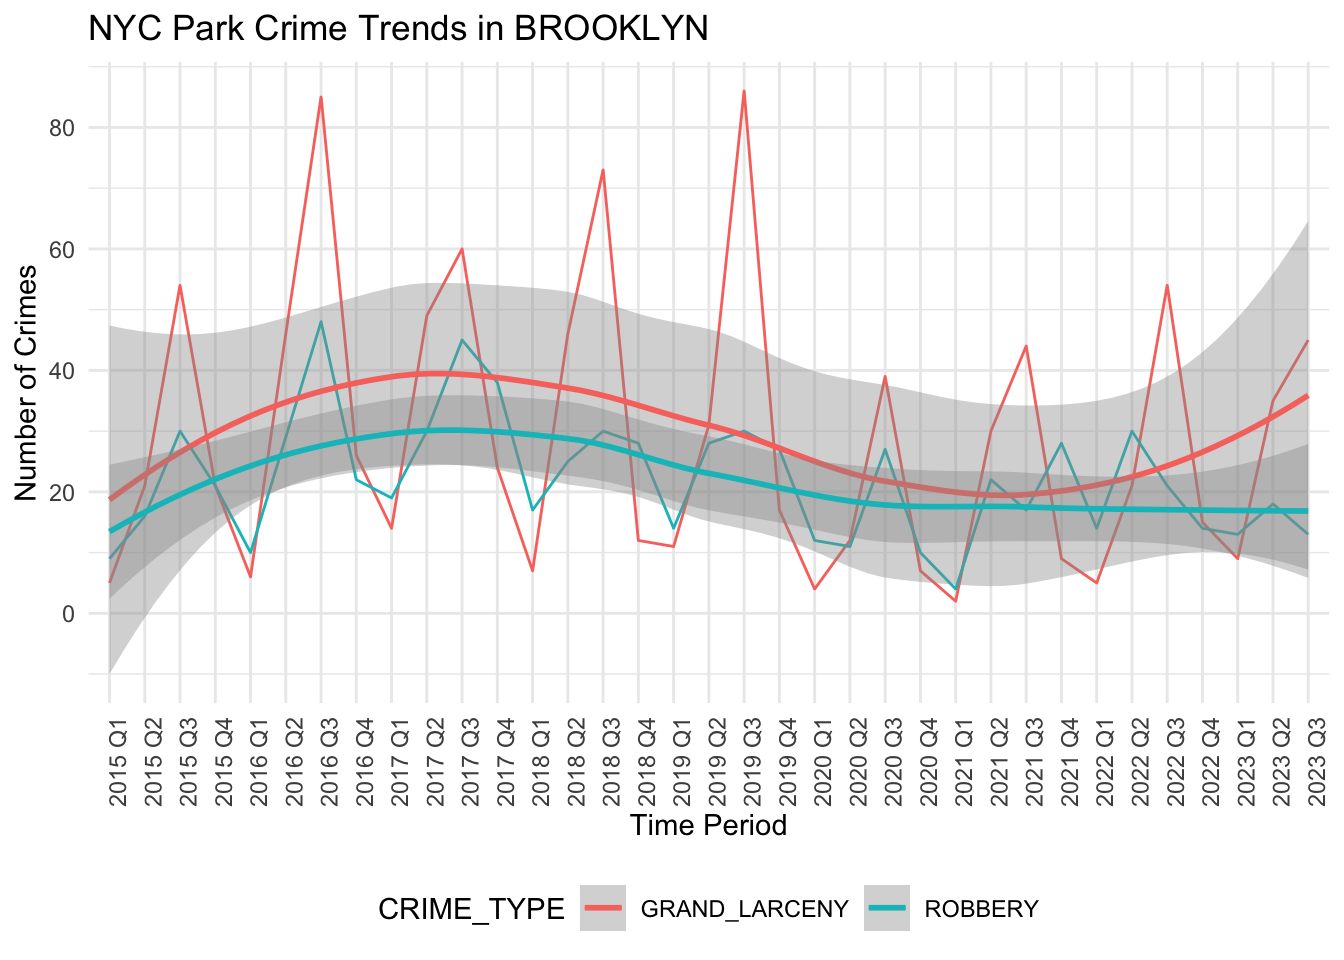 NYC Park Crime Trends in BROOKLYN
Number of Crimes
80
60
40
20
0
2015 Q1
2015 Q2
2015 Q3
2015 Q4
2016 Q1
2016 Q2
2016 Q3
2016 Q4
2017 Q1
2017 Q2
2017 Q3
2017 Q4
2018 Q1
2018 Q2
2018 Q3
2018 Q4
2019 Q1
2019 Q2
2019 Q3
2019 Q4
2020 Q1
2020 Q2
2020 Q3
2020 Q4
2021 Q1
2021 Q2
2021 Q3
2021 Q4
2022 Q1
2022 Q2
2022 Q3
2022 Q4
2023 Q1
2023 Q2
2023 Q3
Time Period
CRIME_TYPE
GRAND_LARCENY
ROBBERY